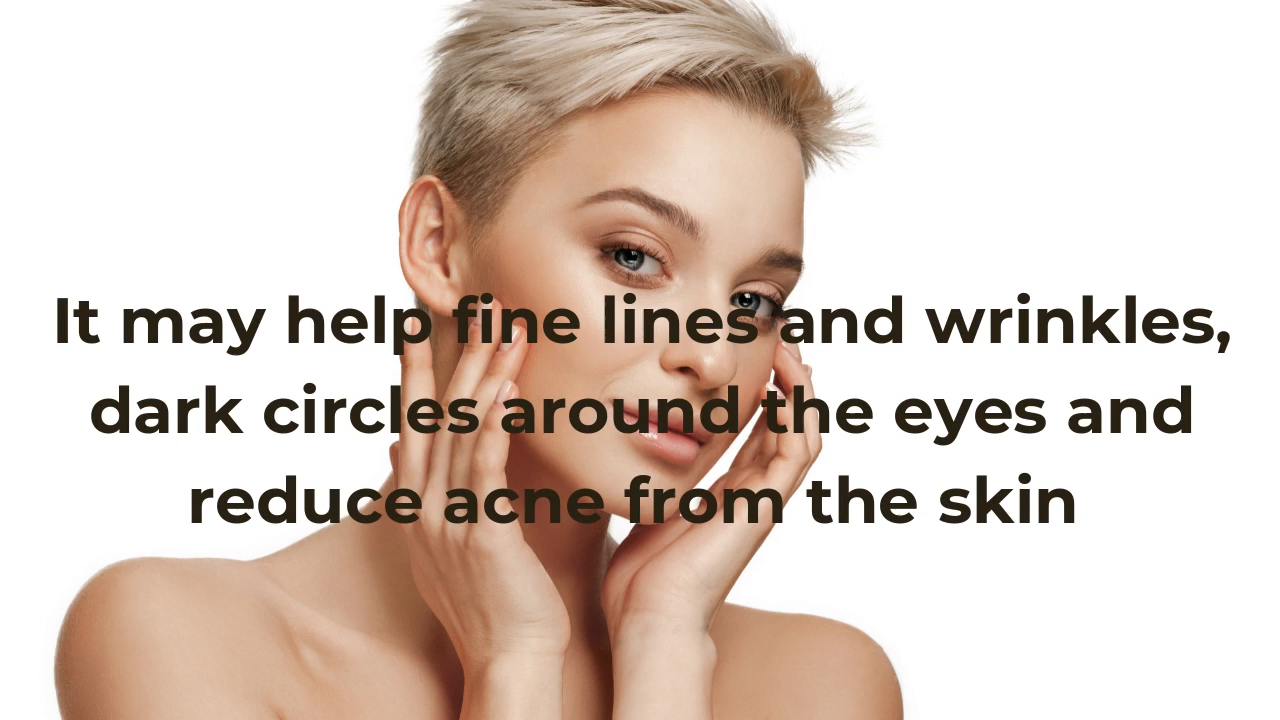 It may help fine lines and wrinkles,
dark circles around the eyes and
reduce acne from the skin